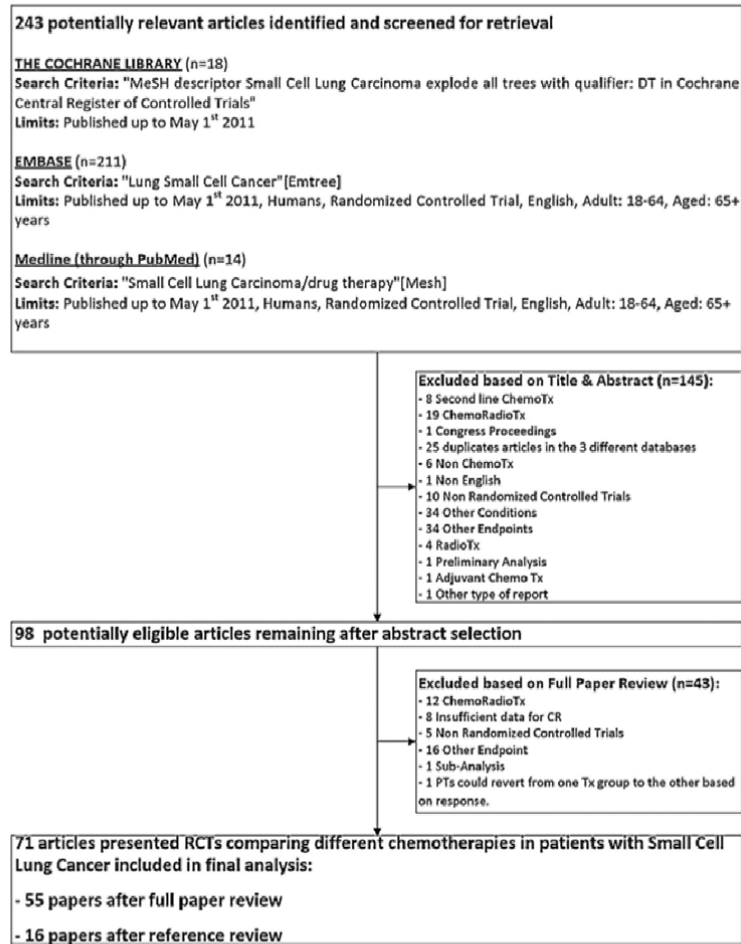 243 potentially relevant articles identified and screened for retrieval
THE COCHRANE LIBRARY (n=18)
Search Criteria: "MeSH descriptor Small Cell Lung Carcinoma explode all trees with qualifier: DT in Cochrane
Central Register of Controlled Trials"
Limits: Published up to May 1st 2011
EMBASE (n=211)
Search Criteria: "Lung Small Cell Cancer"[Emtree]
Limits: Published up to May 1st 2011, Humans, Randomized Controlled Trial, English, Adult: 18-64, Aged: 65+
years
Medline (through PubMed) (n=14)
Search Criteria: "Small Cell Lung Carcinoma/drug therapy"[Mesh]
Limits: Published up to May 1st 2011, Humans, Randomized Controlled Trial, English, Adult: 18-64, Aged: 65+
years
Excluded based on Title & Abstract (n=145):
- 8 Second line ChemoTx
- 19 ChemoRadioTx
- 1 Congress Proceedings
- 25 duplicates articles in the 3 different databases
- 6 Non ChemoTx
- 1 Non English
- 10 Non Randomized Controlled Trials
- 34 Other Conditions
- 34 Other Endpoints
- 4 RadioTx
- 1 Preliminary Analysis
- 1 Adjuvant Chemo Tx
- 1 Other type of report
98 potentially eligible articles remaining after abstract selection
Excluded based on Full Paper Review (n=43):
- 12 ChemoRadioTx
- 8 Insufficient data for CR
- 5 Non Randomized Controlled Trials
- 16 Other Endpoint
- 1 Sub-Analysis
- 1 PTs could revert from one Tx group to the other based
on response.
71 articles presented RCTs comparing different chemotherapies in patients with Small Cell
Lung Cancer included in final analysis:
- 55 papers after full paper review
- 16 papers after reference review